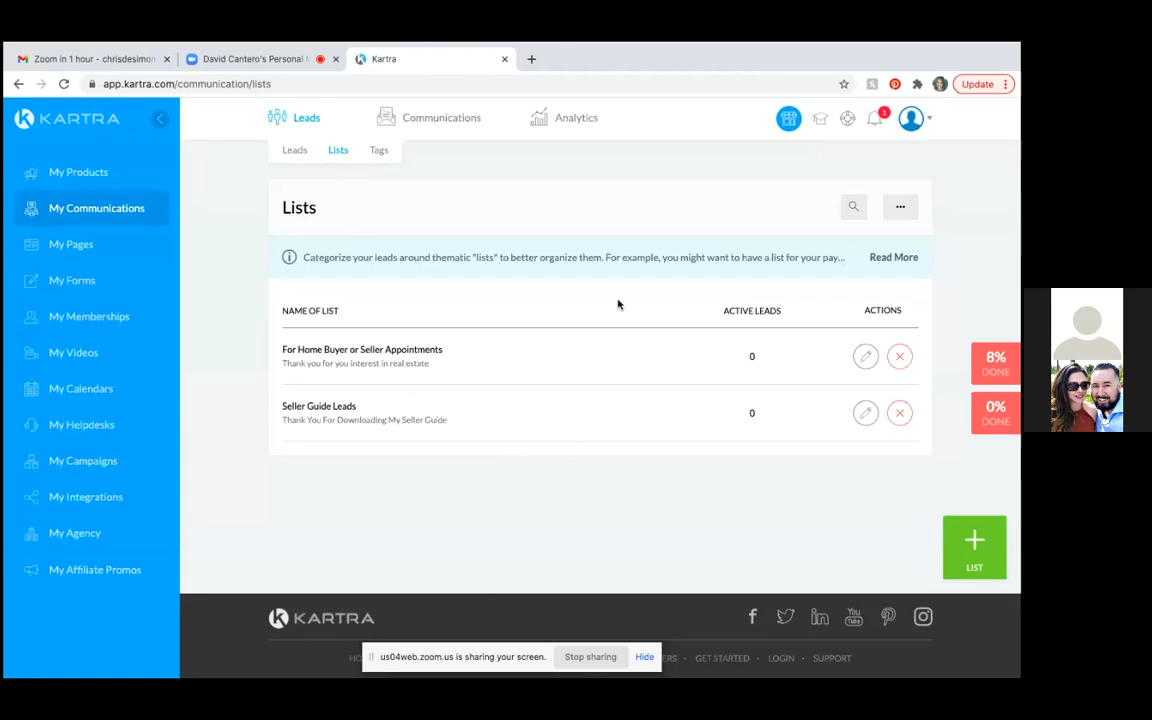 Zoom in 1 hour - chrisdesimon
David Cantero's Personal
Kartra
app.kartra.com/communication/lists
Update
KARTRA
Leads
Communications
Analytics
1
Leads
Lists
Tags
My Products
My Communications
My Pages
My Forms
My Memberships
My Videos
My Calendars
My Helpdesks
My Campaigns
My Integrations
My Agency
My Affiliate Promos
Lists
...
Categorize your leads around thematic "lists" to better organize them. For example, you might want to have a list for your pay...
Read More
NAME OF LIST
ACTIVE LEADS
ACTIONS
For Home Buyer or Seller Appointments
Thank you for you interest in real estate
0
Seller Guide Leads
Thank You For Downloading My Seller Guide
0
8%
DONE
0%
DONE
+
LIST
KARTRA
You
Tube
us04web.zoom.us is sharing your screen.
Stop sharing
Hide
GET STARTED
LOGIN
SUPPORT